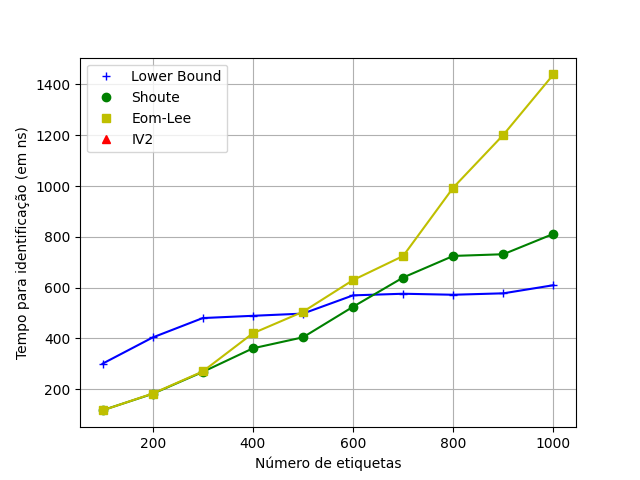 Lower Bound
Shoute
Eom-Lee
IV2
1400
1200
1000
800
600
400
200
Tempo para identificação (em ns)
200 400 600 800 1000
Número de etiquetas